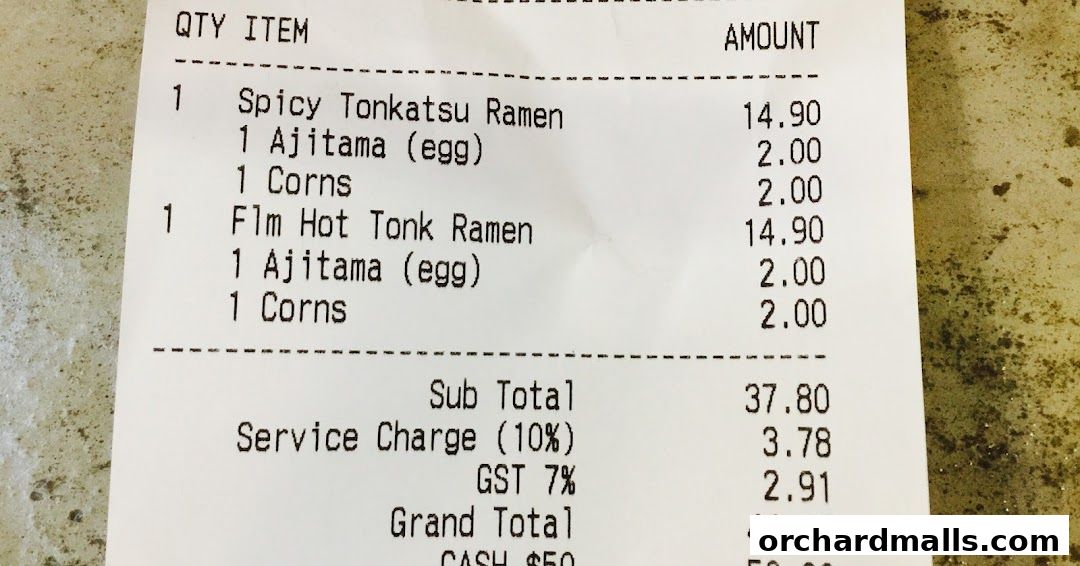 QTY ITEM AMOUNT
1 Spicy Tonkatsu Ramen 14.90
1 Ajitama (egg) 2.00
1 Corns 2.00
1 Flm Hot Tonk Ramen 14.90
1 Ajitama (egg) 2.00
1 Corns 2.00
Sub Total 37.80
Service Charge (10%) 3.78
GST 7% 2.91
Grand Total
CASH $50
orchardmalls.com